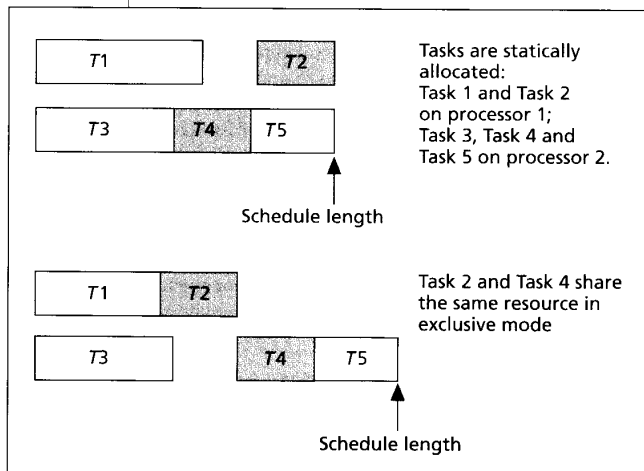 T1
T2
Tasks are statically
allocated:
Task 1 and Task 2
on processor 1;
Task 3, Task 4 and
Task 5 on processor 2.
T3
T4
T5
Schedule length
T1
T2
Task 2 and Task 4 share
the same resource in
exclusive mode
T3
T4
T5
Schedule length